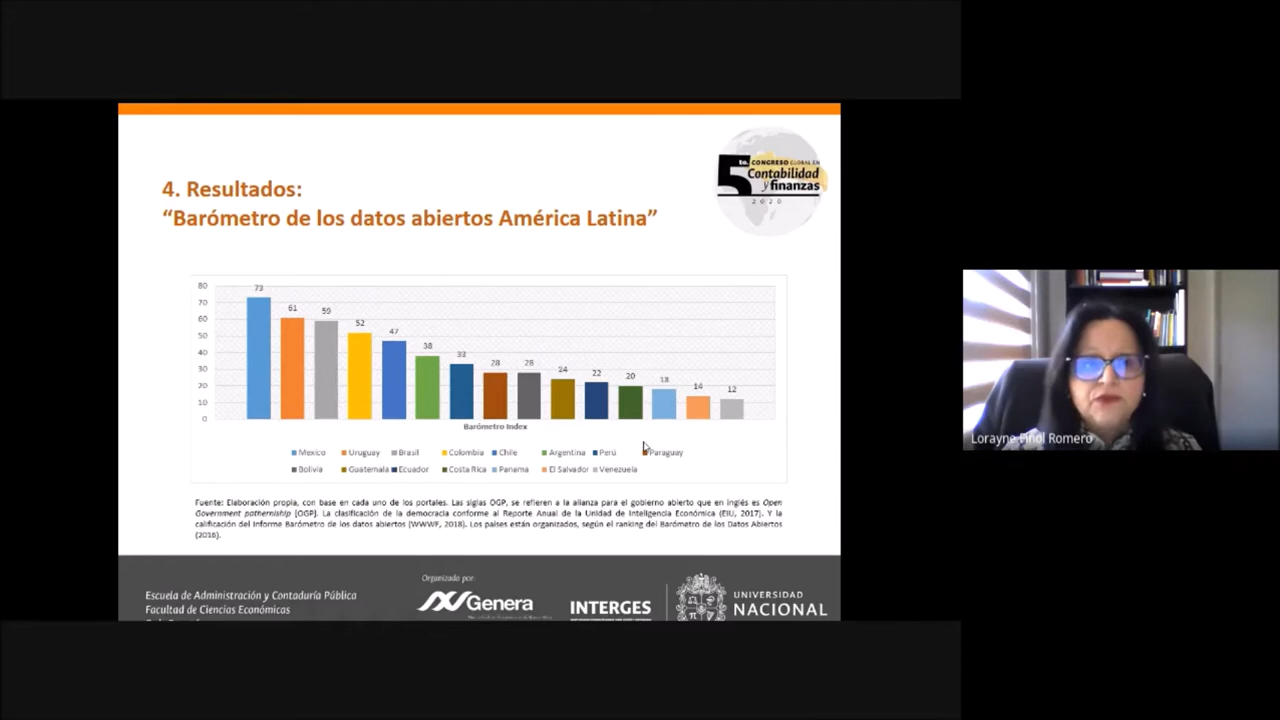 5to. CONGRESO GLOBAL EN
Contabilidad
y finanzas
2020
4. Resultados:
“Barómetro de los datos abiertos América Latina”
80
70
60
50
40
30
20
10
0
73
61
59
52
47
38
33
28
28
24
22
20
18
14
12
Barómetro Index
Mexico Uruguay Brasil Colombia Chile Argentina Perú Paraguay
Bolivia Guatemala Ecuador Costa Rica Panama El Salvador Venezuela
Fuente: Elaboración propia, con base en cada uno de los portales. Las siglas OGP, se refieren a la alianza para el gobierno abierto que en inglés es Open
Government patherniship [OGP]. La clasificación de la democracia conforme al Reporte Anual de la Unidad de Inteligencia Económica (EIU, 2017). Y la
calificación del Informe Barómetro de los datos abiertos (WWWF, 2018). Los países están organizados, según el ranking del Barómetro de los Datos Abiertos
(2016).
Escuela de Administración y Contaduría Pública
Facultad de Ciencias Económicas
Organizado por:
Genera
INTERGES
UNIVERSIDAD
NACIONAL
Lorayne Finol Romero